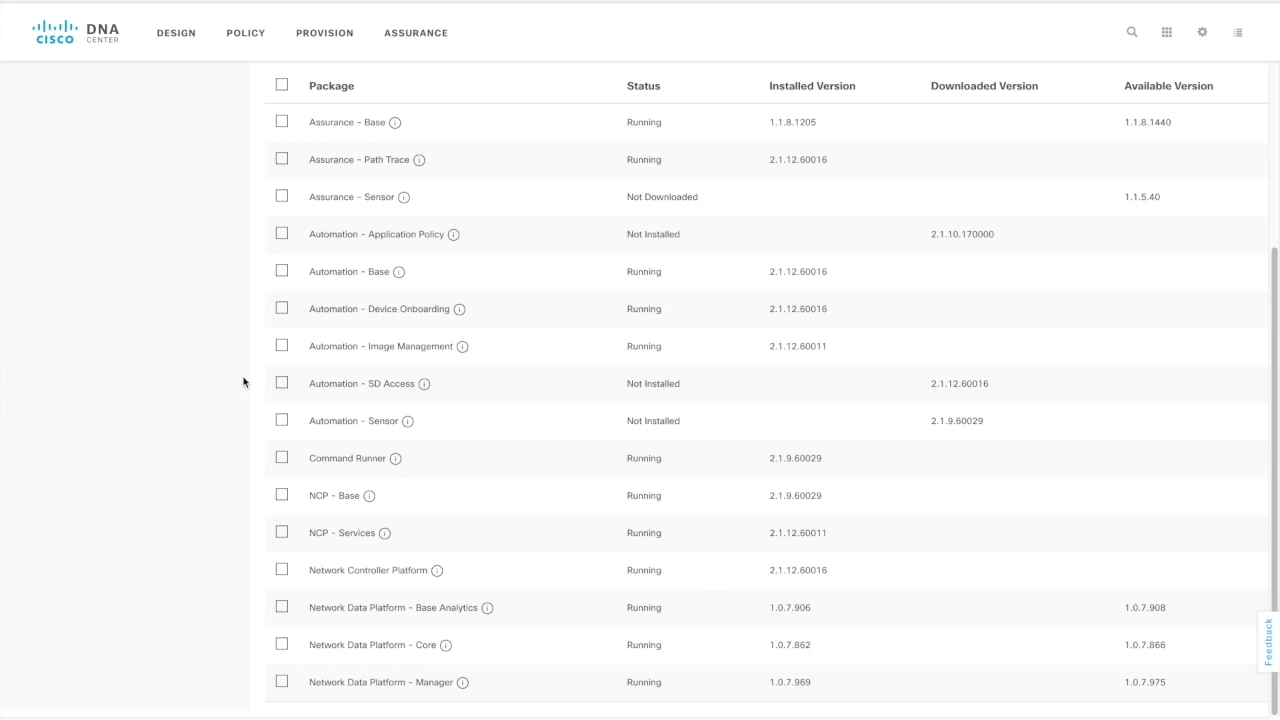 CISCO DNA CENTER DESIGN POLICY PROVISION ASSURANCE
Package Status Installed Version Downloaded Version Available Version
Assurance - Base Running 1.1.8.1205 1.1.8.1440
Assurance - Path Trace Running 2.1.12.60016
Assurance - Sensor Not Downloaded 1.1.5.40
Automation - Application Policy Not Installed 2.1.10.170000
Automation - Base Running 2.1.12.60016
Automation - Device Onboarding Running 2.1.12.60016
Automation - Image Management Running 2.1.12.60011
Automation - SD Access Not Installed 2.1.12.60016
Automation - Sensor Not Installed 2.1.9.60029
Command Runner Running 2.1.9.60029
NCP - Base Running 2.1.9.60029
NCP - Services Running 2.1.12.60011
Network Controller Platform Running 2.1.12.60016
Network Data Platform - Base Analytics Running 1.0.7.906 1.0.7.908
Network Data Platform - Core Running 1.0.7.862 1.0.7.866
Network Data Platform - Manager Running 1.0.7.969 1.0.7.975
Feedback